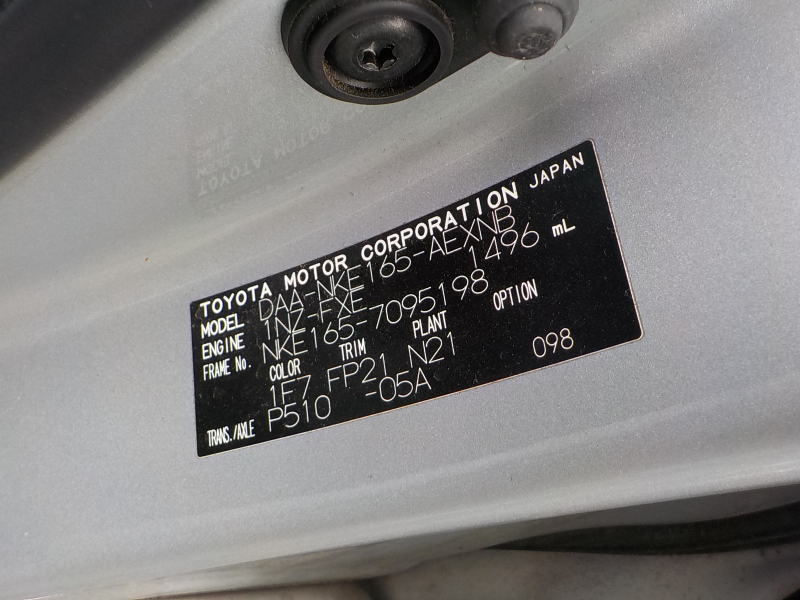 TOYOTA MOTOR CORPORATION JAPAN
MODEL DAA-NKE165-AEXNB
ENGINE 1NZ-FXE 1496 mL
FRAME No. NKE165-7095198
COLOR TRIM PLANT OPTION
1F7 FP21 N21
TRANS./AXLE P510 -05A 098